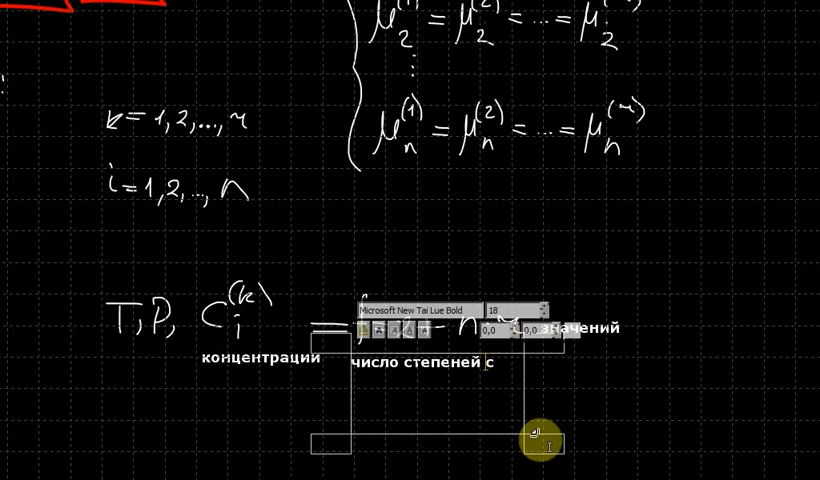 μ₂⁽¹⁾ = μ₂⁽²⁾ = ... = μ₂
⋮
k = 1,2,...,r
μₙ⁽¹⁾ = μₙ⁽²⁾ = ... = μₙ⁽ʳ⁾
i = 1,2,...,n
Microsoft New Tai Lue Bold 18
T, P, Cᵢ⁽ᵏ⁾ =
0,0 0,0 значений
концентрации
число степеней с